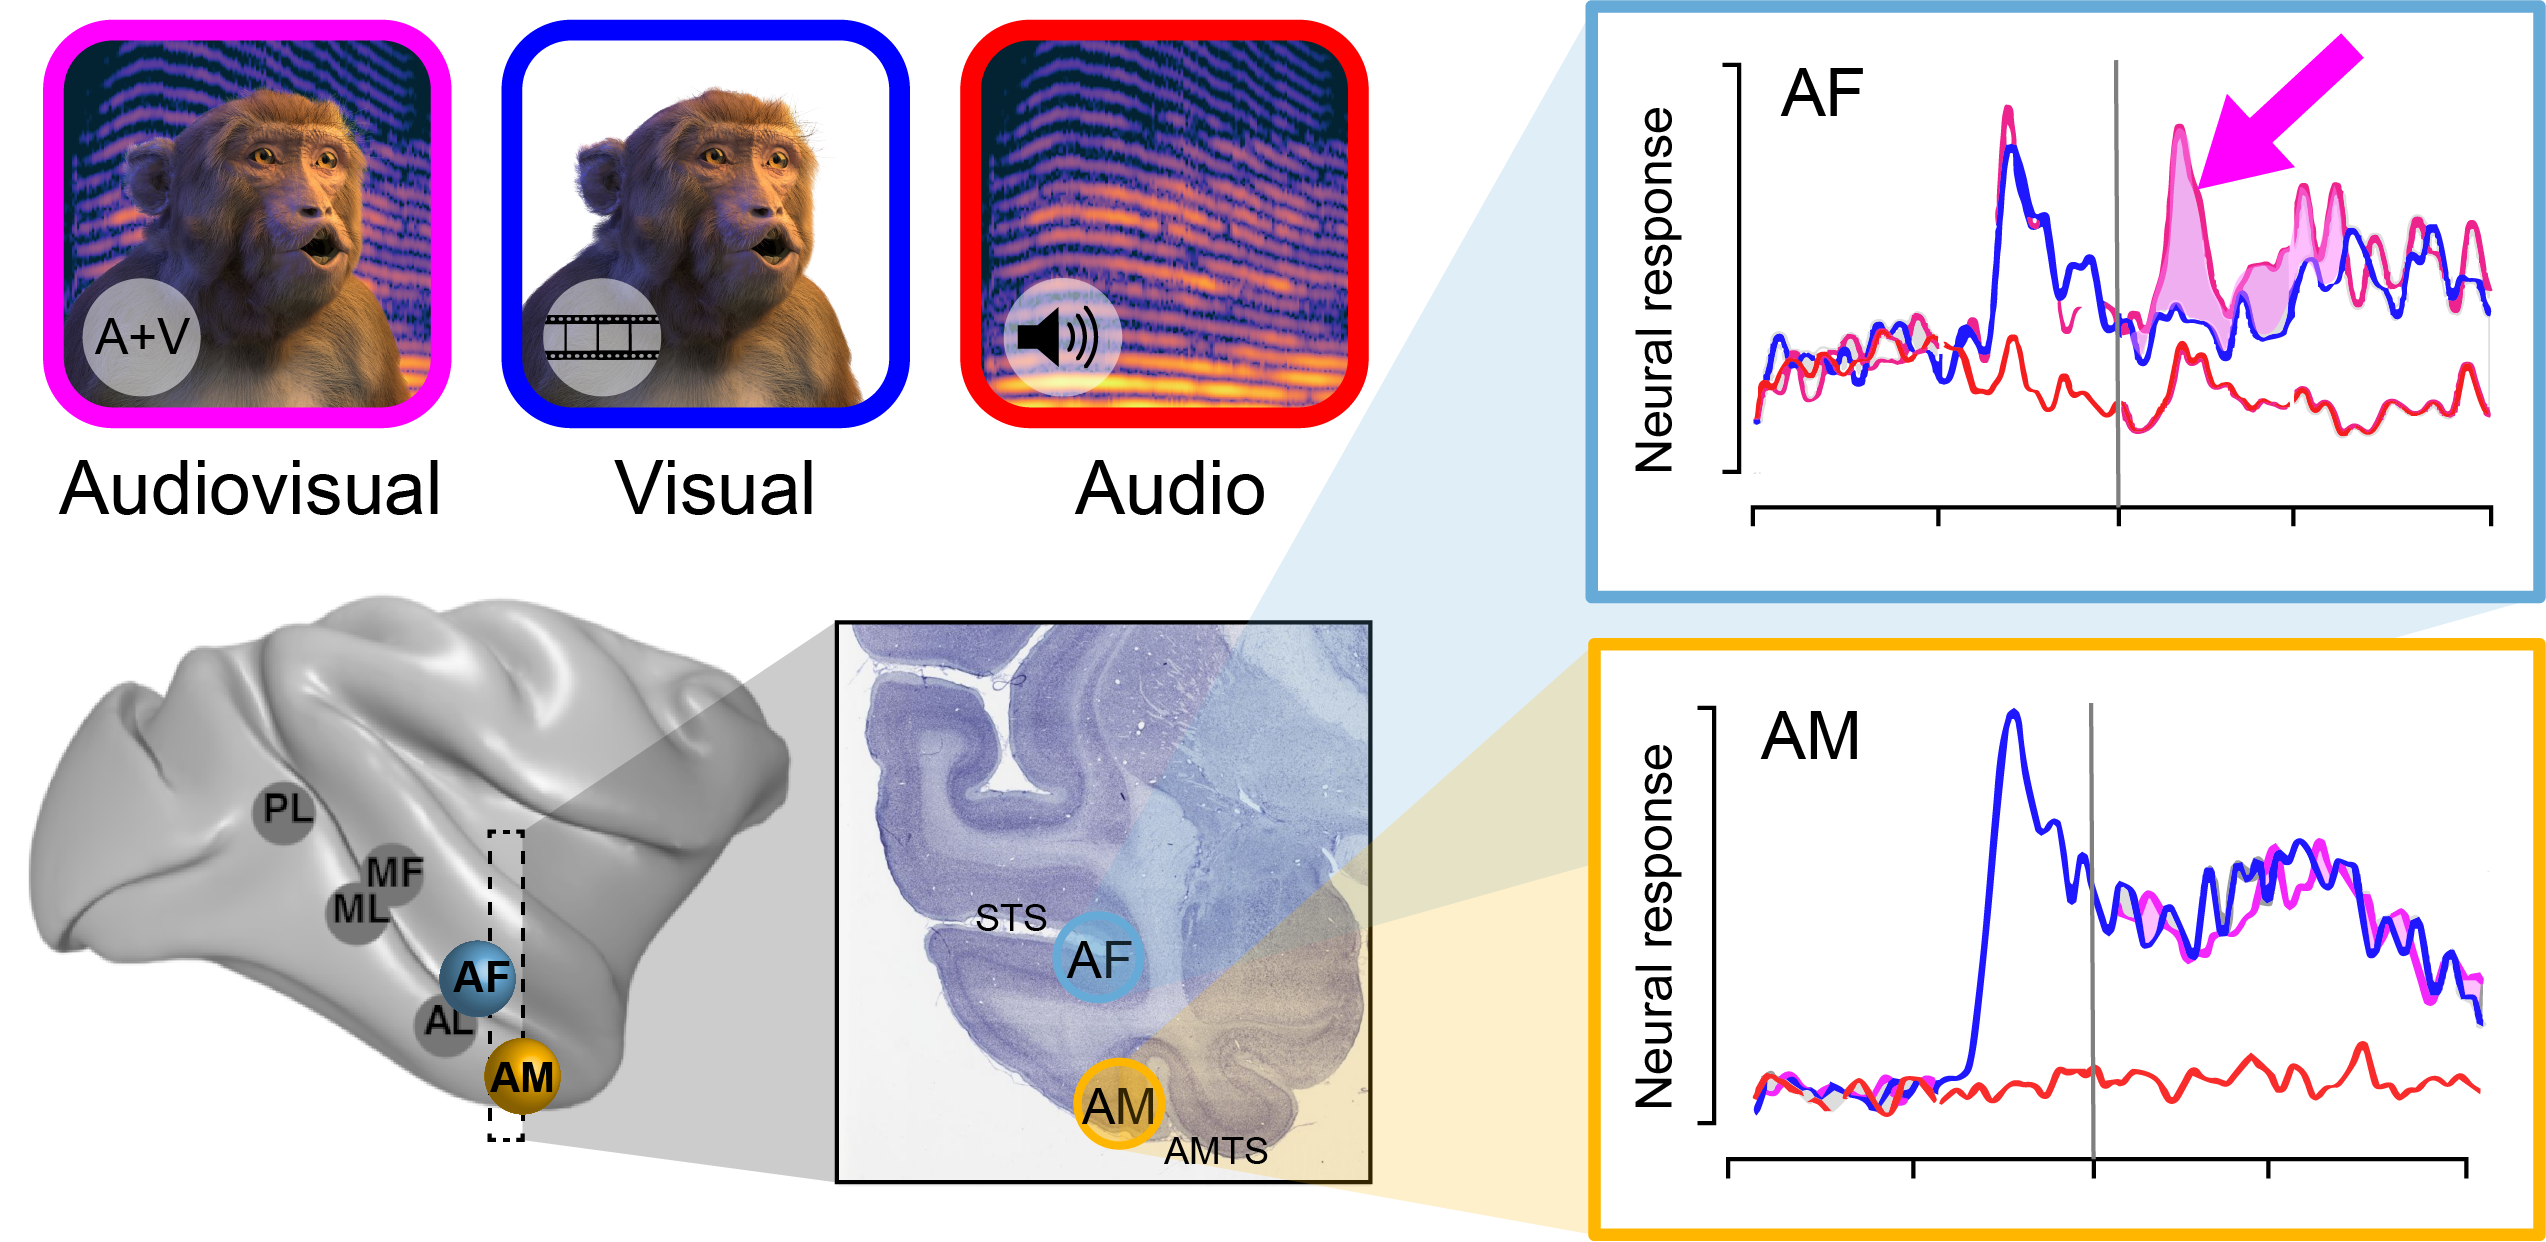 A+V
Audiovisual
Visual
Audio
AF
Neural response
PL
MF
ML
AF
AL
AM
STS
AF
AM
AMTS
AM
Neural response